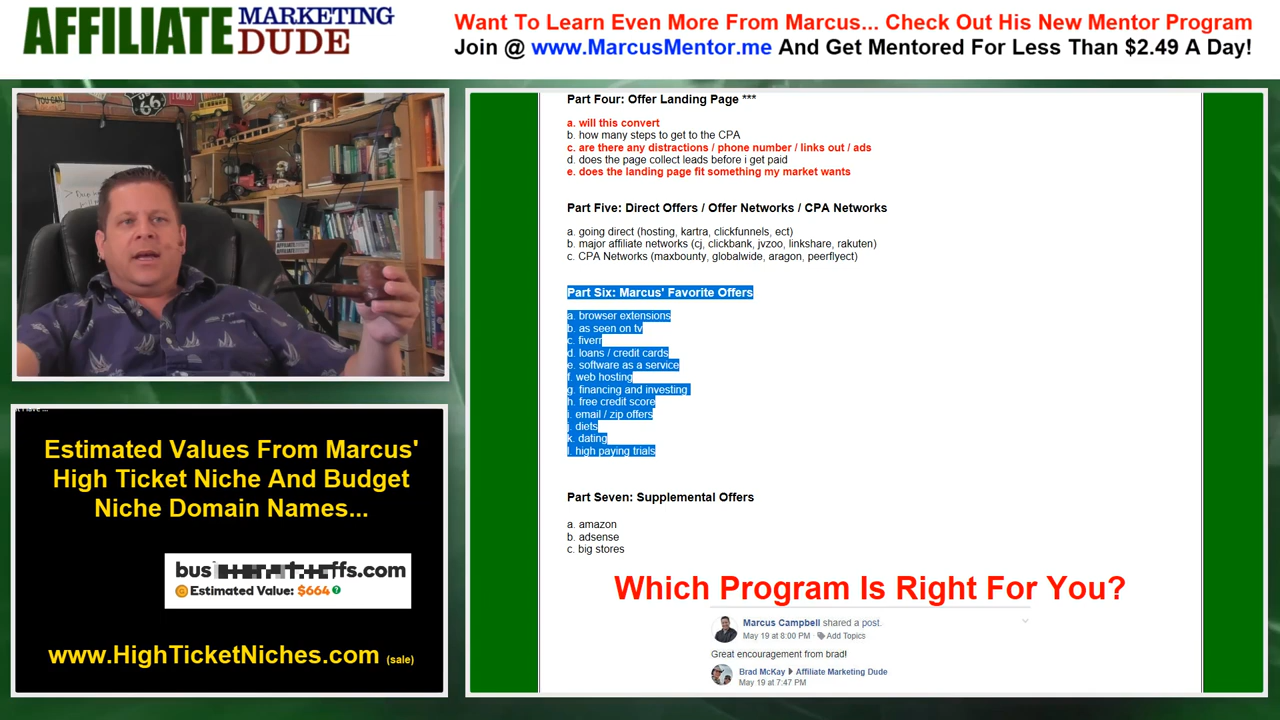 AFFILIATE MARKETING DUDE
Want To Learn Even More From Marcus... Check Out His New Mentor Program
Join @ www.MarcusMentor.me And Get Mentored For Less Than $2.49 A Day!
YOU CAN
66
I CAN DO
Part Four: Offer Landing Page ***
a. will this convert
b. how many steps to get to the CPA
c. are there any distractions / phone number / links out / ads
d. does the page collect leads before i get paid
e. does the landing page fit something my market wants
Part Five: Direct Offers / Offer Networks / CPA Networks
a. going direct (hosting, kartra, clickfunnels, ect)
b. major affiliate networks (cj, clickbank, jvzoo, linkshare, rakuten)
c. CPA Networks (maxbounty, globalwide, aragon, peerflyect)
Part Six: Marcus' Favorite Offers
a. browser extensions
b. as seen on tv
c. fiverr
d. loans / credit cards
e. software as a service
f. web hosting
g. financing and investing
h. free credit score
i. email / zip offers
j. diets
k. dating
l. high paying trials
Part Seven: Supplemental Offers
a. amazon
b. adsense
c. big stores
Which Program Is Right For You?
Marcus Campbell shared a post.
May 19 at 8:00 PM · Add Topics
Great encouragement from brad!
Brad McKay ▸ Affiliate Marketing Dude
May 19 at 7:47 PM
Estimated Values From Marcus'
High Ticket Niche And Budget
Niche Domain Names...
Estimated Value: $664
www.HighTicketNiches.com (sale)